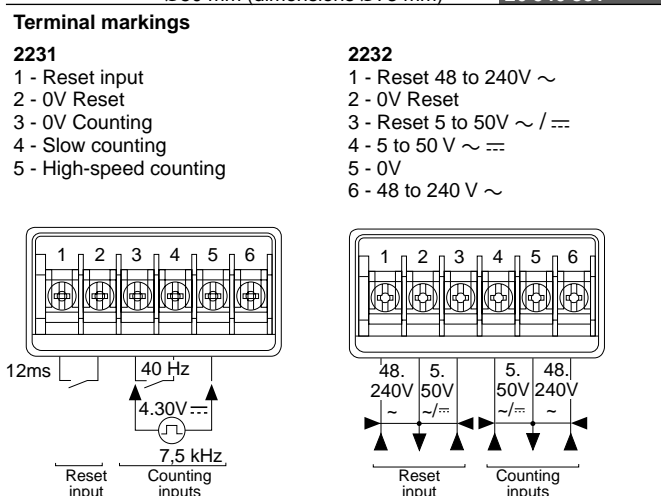 Terminal markings
2231
1 - Reset input
2 - 0V Reset
3 - 0V Counting
4 - Slow counting
5 - High-speed counting
2232
1 - Reset 48 to 240V ～
2 - 0V Reset
3 - Reset 5 to 50V ～ / ⎓
4 - 5 to 50 V ～ ⎓
5 - 0V
6 - 48 to 240 V ～
1 2 3 4 5 6
12ms
40 Hz
4.30V ⎓
7,5 kHz
Reset
input
Counting
inputs
1 2 3 4 5 6
48. 5. 5. 48.
240V 50V 50V 240V
~ ~/⎓ ~/⎓ ~
Reset
input
Counting
inputs